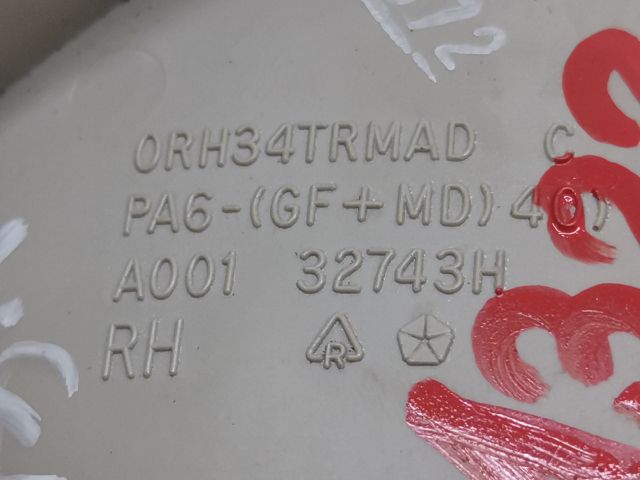 0RH34TRMAD C
PA6-(GF+MD)40)
A001 32743H
RH R